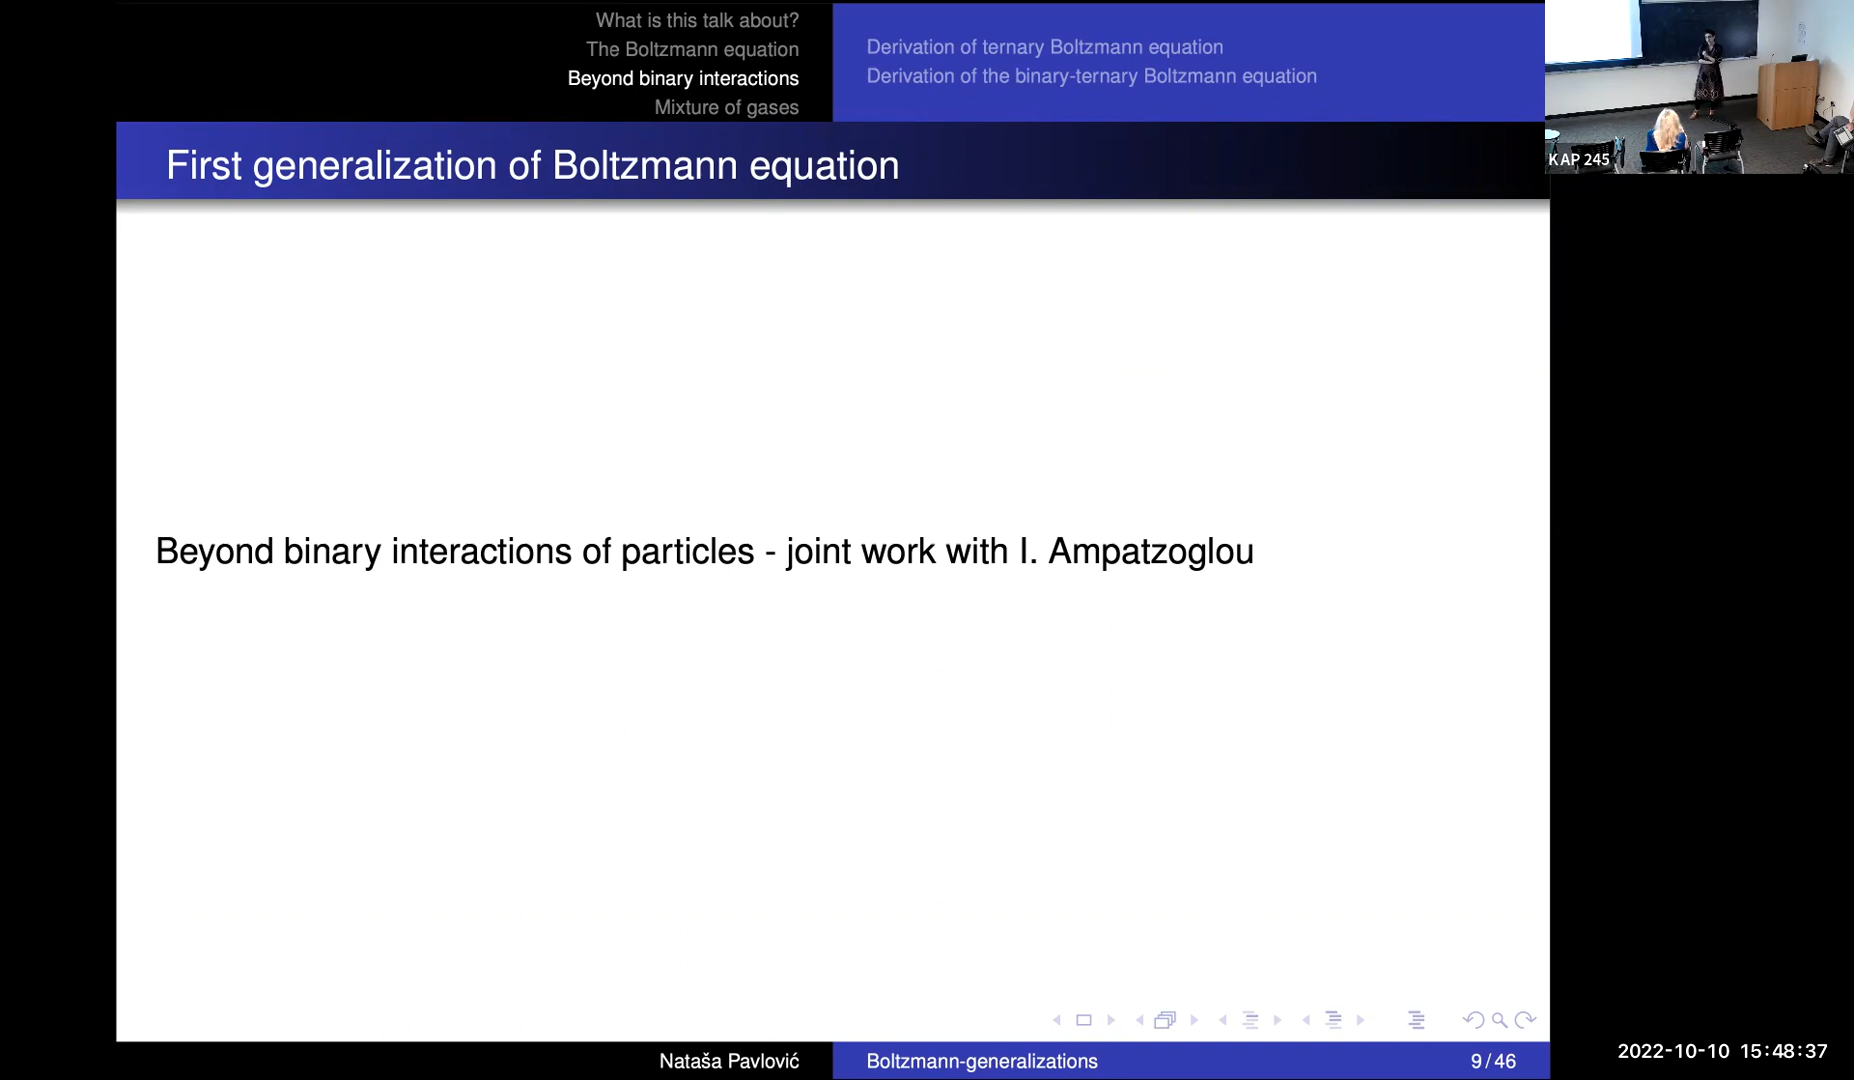 What is this talk about?
The Boltzmann equation
Beyond binary interactions
Mixture of gases
Derivation of ternary Boltzmann equation
Derivation of the binary-ternary Boltzmann equation
KAP 245
First generalization of Boltzmann equation
Beyond binary interactions of particles - joint work with I. Ampatzoglou
Nataša Pavlović
Boltzmann-generalizations
9 / 46
2022-10-10 15:48:37